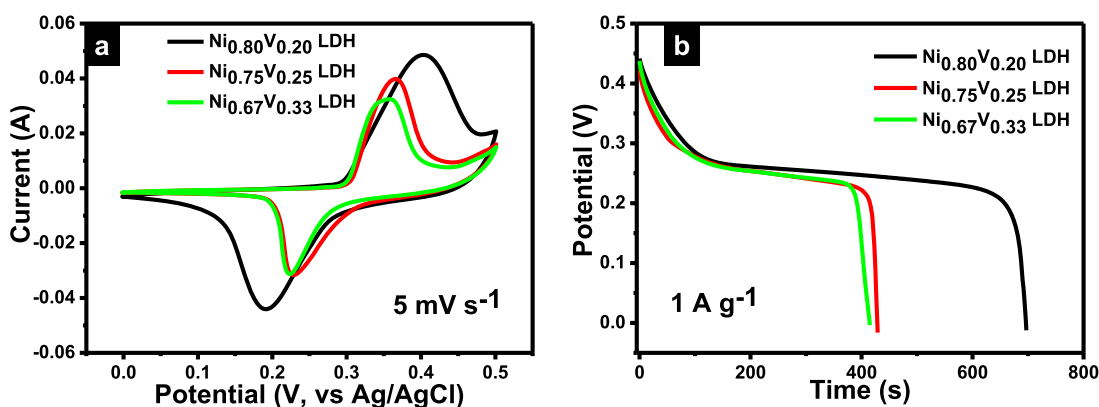 a
Ni0.80V0.20 LDH
Ni0.75V0.25 LDH
Ni0.67V0.33 LDH
5 mV s-1
0.06
0.04
0.02
0.00
-0.02
-0.04
-0.06
Current (A)
0.0 0.1 0.2 0.3 0.4 0.5
Potential (V, vs Ag/AgCl)
b
Ni0.80V0.20 LDH
Ni0.75V0.25 LDH
Ni0.67V0.33 LDH
1 A g-1
0.5
0.4
0.3
0.2
0.1
0.0
Potential (V)
0 200 400 600 800
Time (s)